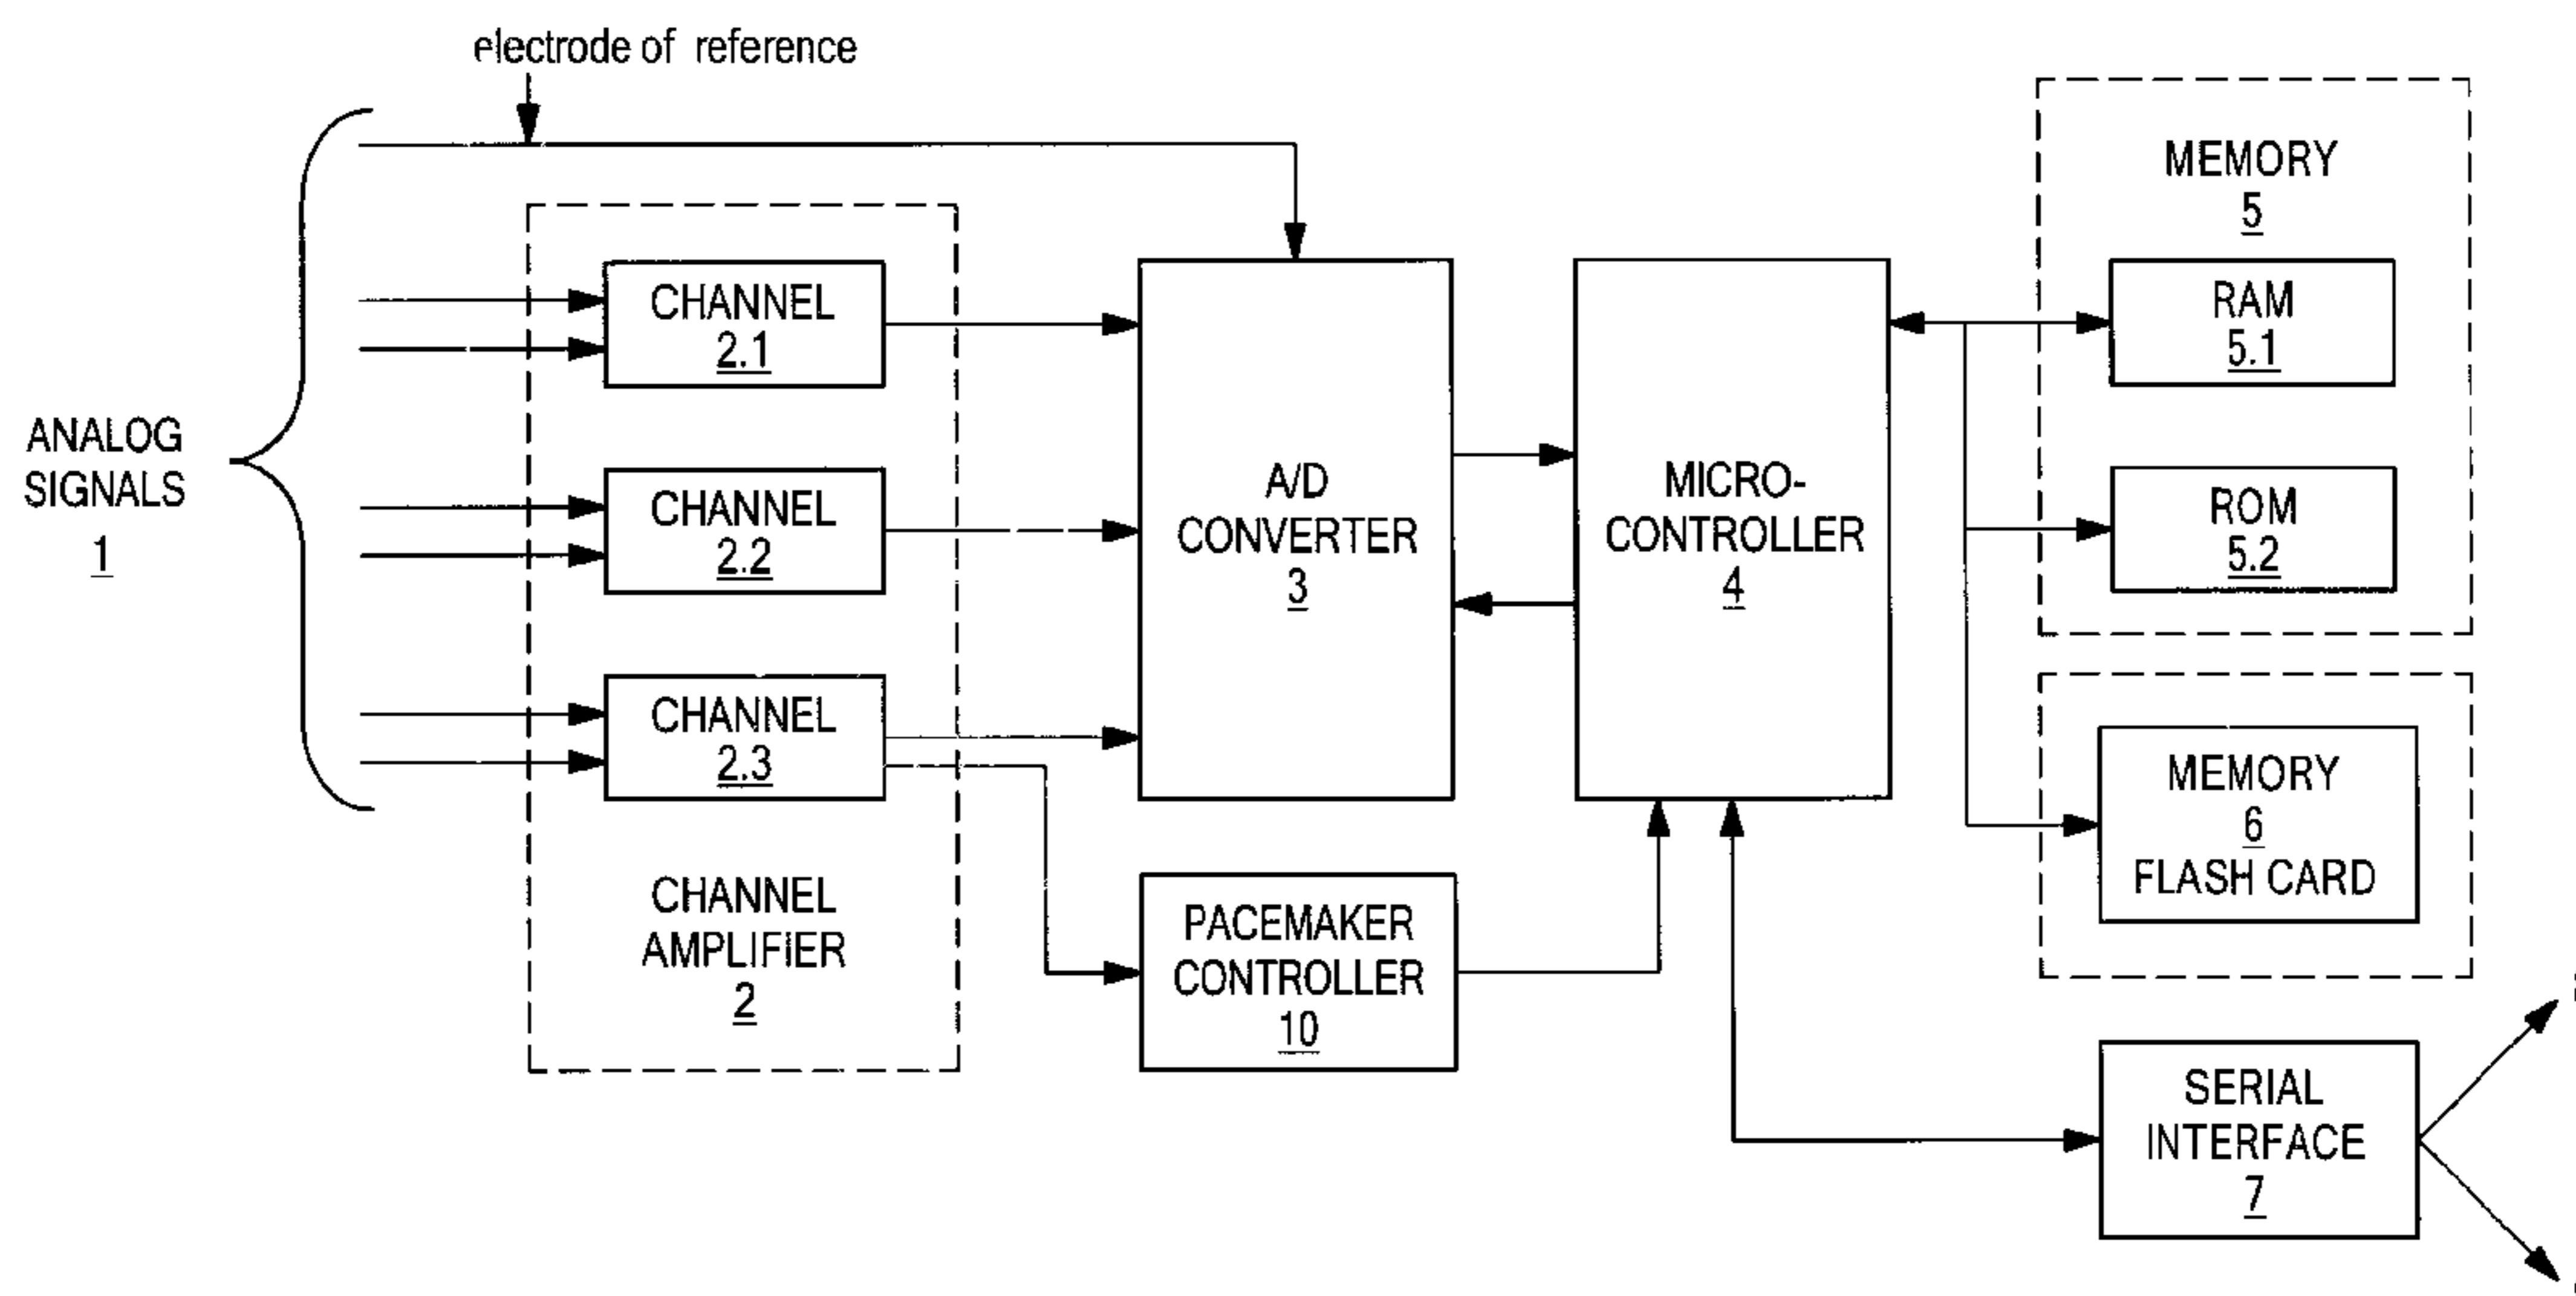 electrode of reference
ANALOG
SIGNALS
1
CHANNEL
2.1
CHANNEL
2.2
CHANNEL
2.3
CHANNEL
AMPLIFIER
2
A/D
CONVERTER
3
PACEMAKER
CONTROLLER
10
MICRO-
CONTROLLER
4
MEMORY
5
RAM
5.1
ROM
5.2
MEMORY
6
FLASH CARD
SERIAL
INTERFACE
7